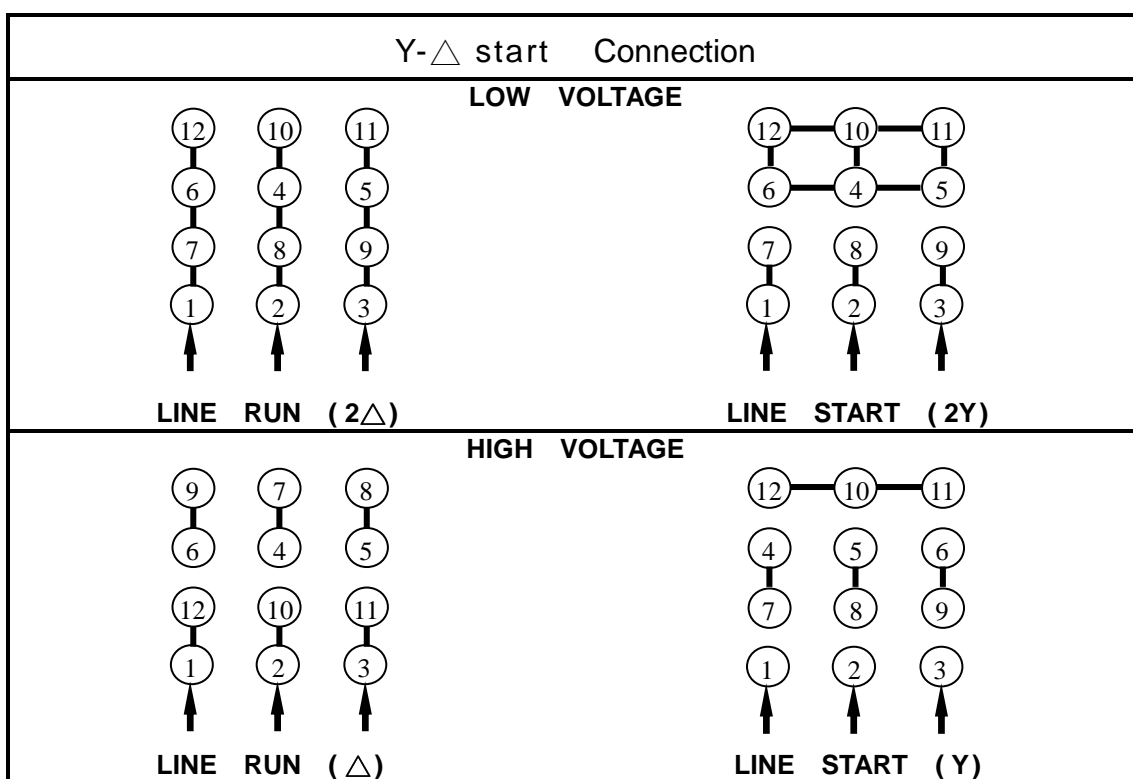 Y-△ start Connection
LOW VOLTAGE
12 10 11 12 10 11
6 4 5 6 4 5
7 8 9 7 8 9
1 2 3 1 2 3
LINE RUN (2△) LINE START (2Y)
HIGH VOLTAGE
9 7 8 12 10 11
6 4 5 4 5 6
12 10 11 7 8 9
1 2 3 1 2 3
LINE RUN (△) LINE START (Y)